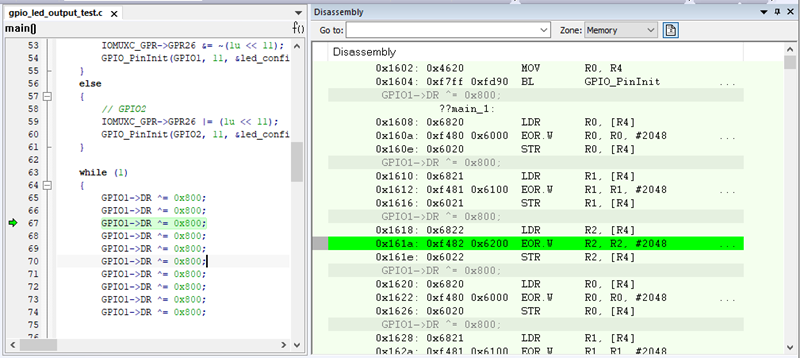 gpio_led_output_test.c
main()
f()
53 IOMUXC_GPR->GPR26 &= ~(1u << 11);
54 GPIO_PinInit(GPIO1, 11, &led_confi
55 }
56 else
57 {
58 // GPIO2
59 IOMUXC_GPR->GPR26 |= (1u << 11);
60 GPIO_PinInit(GPIO2, 11, &led_confi
61 }
62
63 while (1)
64 {
65 GPIO1->DR ^= 0x800;
66 GPIO1->DR ^= 0x800;
67 GPIO1->DR ^= 0x800;
68 GPIO1->DR ^= 0x800;
69 GPIO1->DR ^= 0x800;
70 GPIO1->DR ^= 0x800;
71 GPIO1->DR ^= 0x800;
72 GPIO1->DR ^= 0x800;
73 GPIO1->DR ^= 0x800;
74 GPIO1->DR ^= 0x800;
75
Disassembly
Go to: Zone: Memory
Disassembly
0x1602: 0x4620 MOV R0, R4
0x1604: 0xf7ff 0xfd90 BL GPIO_PinInit ...
GPIO1->DR ^= 0x800;
??main_1:
0x1608: 0x6820 LDR R0, [R4]
0x160a: 0xf480 0x6000 EOR.W R0, R0, #2048 ...
0x160e: 0x6020 STR R0, [R4]
GPIO1->DR ^= 0x800;
0x1610: 0x6821 LDR R1, [R4]
0x1612: 0xf481 0x6100 EOR.W R1, R1, #2048 ...
0x1616: 0x6021 STR R1, [R4]
GPIO1->DR ^= 0x800;
0x1618: 0x6822 LDR R2, [R4]
0x161a: 0xf482 0x6200 EOR.W R2, R2, #2048 ...
0x161e: 0x6022 STR R2, [R4]
GPIO1->DR ^= 0x800;
0x1620: 0x6820 LDR R0, [R4]
0x1622: 0xf480 0x6000 EOR.W R0, R0, #2048 ...
0x1626: 0x6020 STR R0, [R4]
GPIO1->DR ^= 0x800;
0x1628: 0x6821 LDR R1, [R4]
0x162a: 0xf481 0x6100 EOR.W R1, R1, #2048 ...